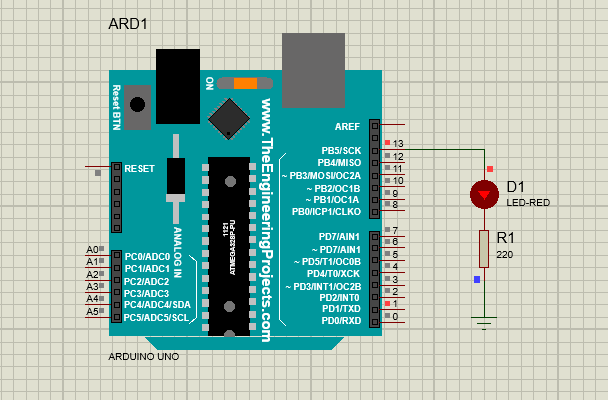 ARD1
Reset BTN
ON
www.TheEngineeringProjects.com
1121
ATMEGA328P-PU
RESET
ANALOG IN
A0 PC0/ADC0
A1 PC1/ADC1
A2 PC2/ADC2
A3 PC3/ADC3
A4 PC4/ADC4/SDA
A5 PC5/ADC5/SCL
AREF
PB5/SCK 13
PB4/MISO 12
~ PB3/MOSI/OC2A 11
~ PB2/OC1B 10
~ PB1/OC1A 9
PB0/ICP1/CLKO 8
PD7/AIN1 7
~ PD7/AIN1 6
~ PD5/T1/OC0B 5
PD4/T0/XCK 4
~ PD3/INT1/OC2B 3
PD2/INT0 2
PD1/TXD 1
PD0/RXD 0
D1
LED-RED
R1
220
ARDUINO UNO